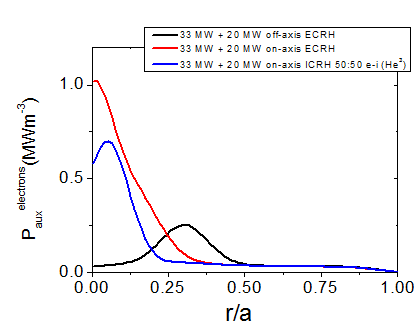 33 MW + 20 MW off-axis ECRH
33 MW + 20 MW on-axis ECRH
33 MW + 20 MW on-axis ICRH 50:50 e-i (He³)
P_aux^electrons (MWm⁻³)
1.0
0.5
0.0
0.00 0.25 0.50 0.75 1.00
r/a